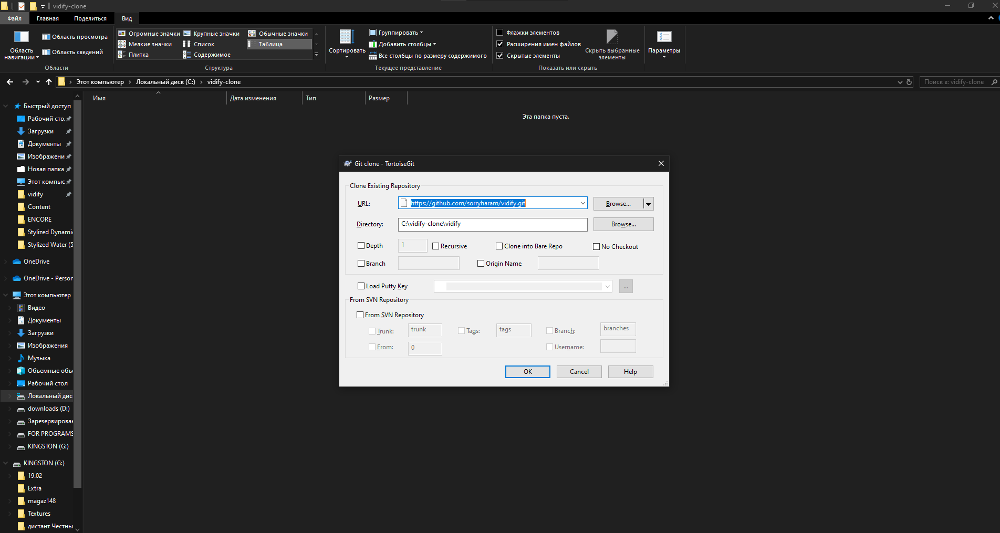 vidify-clone
Файл Главная Поделиться Вид
Область навигации
Область просмотра
Область сведений
Области
Огромные значки Крупные значки Обычные значки
Мелкие значки Список Таблица
Плитка Содержимое
Структура
Сортировать
Группировать
Добавить столбцы
Все столбцы по размеру содержимого
Текущее представление
Флажки элементов
Расширения имен файлов
Скрытые элементы
Скрыть выбранные
элементы
Показать или скрыть
Параметры
Этот компьютер Локальный диск (C:) vidify-clone
Поиск в: vidify-clone
Имя Дата изменения Тип Размер
Эта папка пуста.
Быстрый доступ
Рабочий сто.
Загрузки
Документы
Изображени
Новая папка
Этот компьк
vidify
Content
ENCORE
Stylized Dynami
Stylized Water (5
OneDrive
OneDrive - Person
Этот компьютер
Видео
Документы
Загрузки
Изображения
Музыка
Объемные объе
Рабочий стол
Локальный дис
downloads (D:)
Зарезервирован
FOR PROGRAMS
KINGSTON (G:)
KINGSTON (G:)
19.02
Extra
magaz148
Textures
дистант Честны
Git clone - TortoiseGit
Clone Existing Repository
URL: https://github.com/sorryharam/vidify.git Browse...
Directory: C:\vidify-clone\vidify Browse...
Depth 1 Recursive Clone into Bare Repo No Checkout
Branch Origin Name
Load Putty Key ...
From SVN Repository
From SVN Repository
Trunk: trunk Tags: tags Branch: branches
From: 0 Username:
OK Cancel Help